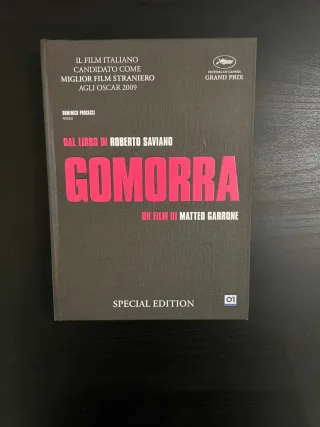 IL FILM ITALIANO
CANDIDATO COME
MIGLIOR FILM STRANIERO
AGLI OSCAR 2009
FESTIVAL DE CANNES
GRAND PRIX
DOMENICO PROCACCI
DAL LIBRO DI ROBERTO SAVIANO
GOMORRA
UN FILM DI MATTEO GARRONE
SPECIAL EDITION
01